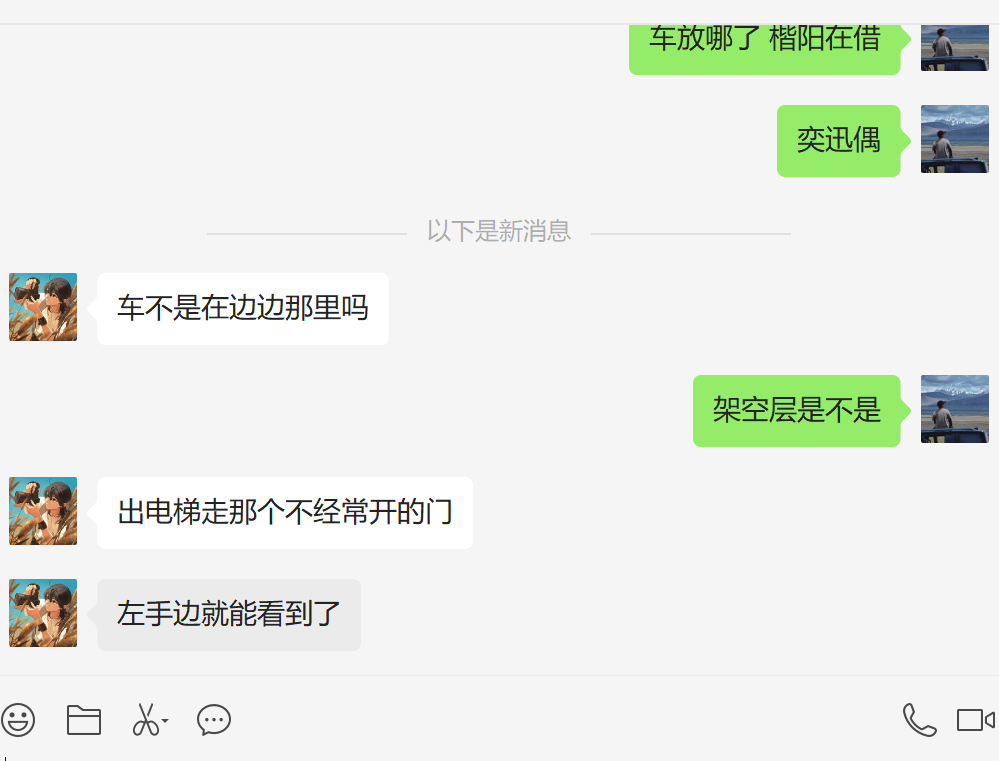 车放哪了 楷阳在借
奕迅偶
以下是新消息
车不是在边边那里吗
架空层是不是
出电梯走那个不经常开的门
左手边就能看到了